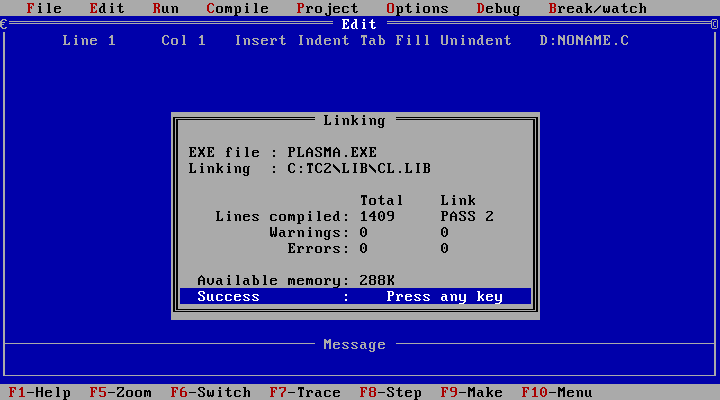 File Edit Run Compile Project Options Debug Break/watch
Edit
Line 1 Col 1 Insert Indent Tab Fill Unindent D:NONAME.C
Linking
EXE file : PLASMA.EXE
Linking : C:TC2\LIB\CL.LIB
Total Link
Lines compiled: 1409 PASS 2
Warnings: 0 0
Errors: 0 0
Available memory: 288K
Success : Press any key
Message
F1-Help F5-Zoom F6-Switch F7-Trace F8-Step F9-Make F10-Menu